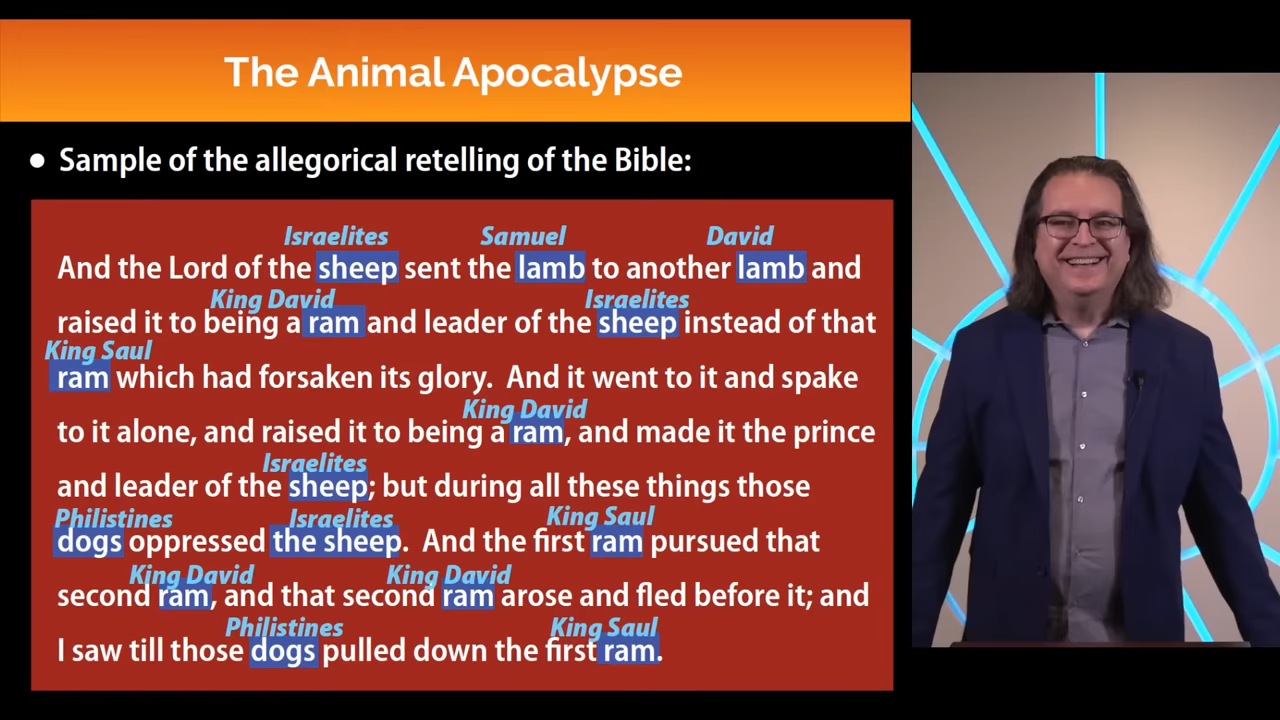 The Animal Apocalypse
● Sample of the allegorical retelling of the Bible:
Israelites Samuel David
And the Lord of the sheep sent the lamb to another lamb and
King David Israelites
raised it to being a ram and leader of the sheep instead of that
King Saul
ram which had forsaken its glory. And it went to it and spake
King David
to it alone, and raised it to being a ram, and made it the prince
Israelites
and leader of the sheep; but during all these things those
Philistines Israelites King Saul
dogs oppressed the sheep. And the first ram pursued that
King David King David
second ram, and that second ram arose and fled before it; and
Philistines King Saul
I saw till those dogs pulled down the first ram.